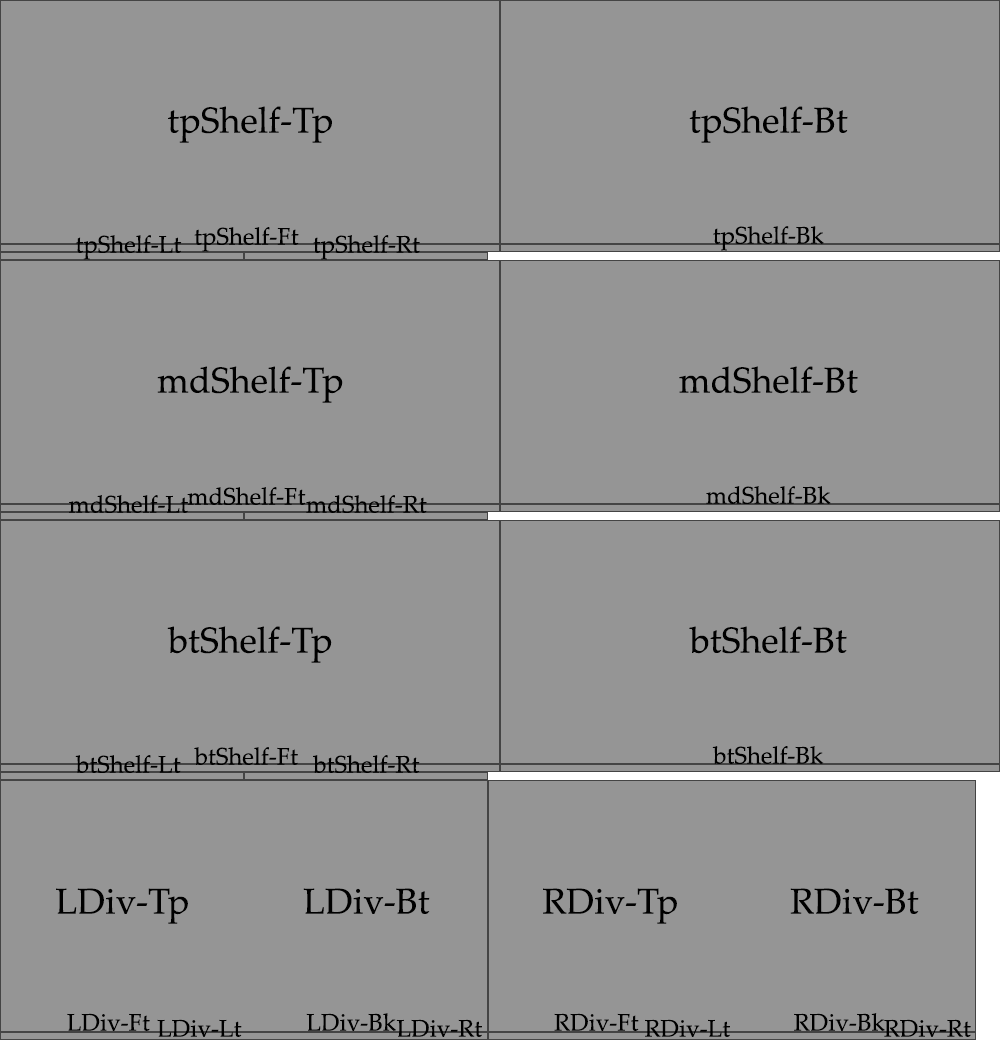 tpShelf-Tp tpShelf-Bt
tpShelf-Lt tpShelf-Ft tpShelf-Rt tpShelf-Bk
mdShelf-Tp mdShelf-Bt
mdShelf-Lt mdShelf-Ft mdShelf-Rt mdShelf-Bk
btShelf-Tp btShelf-Bt
btShelf-Lt btShelf-Ft btShelf-Rt btShelf-Bk
LDiv-Tp LDiv-Bt RDiv-Tp RDiv-Bt
LDiv-Ft LDiv-Lt LDiv-Bk LDiv-Rt RDiv-Ft RDiv-Lt RDiv-Bk RDiv-Rt